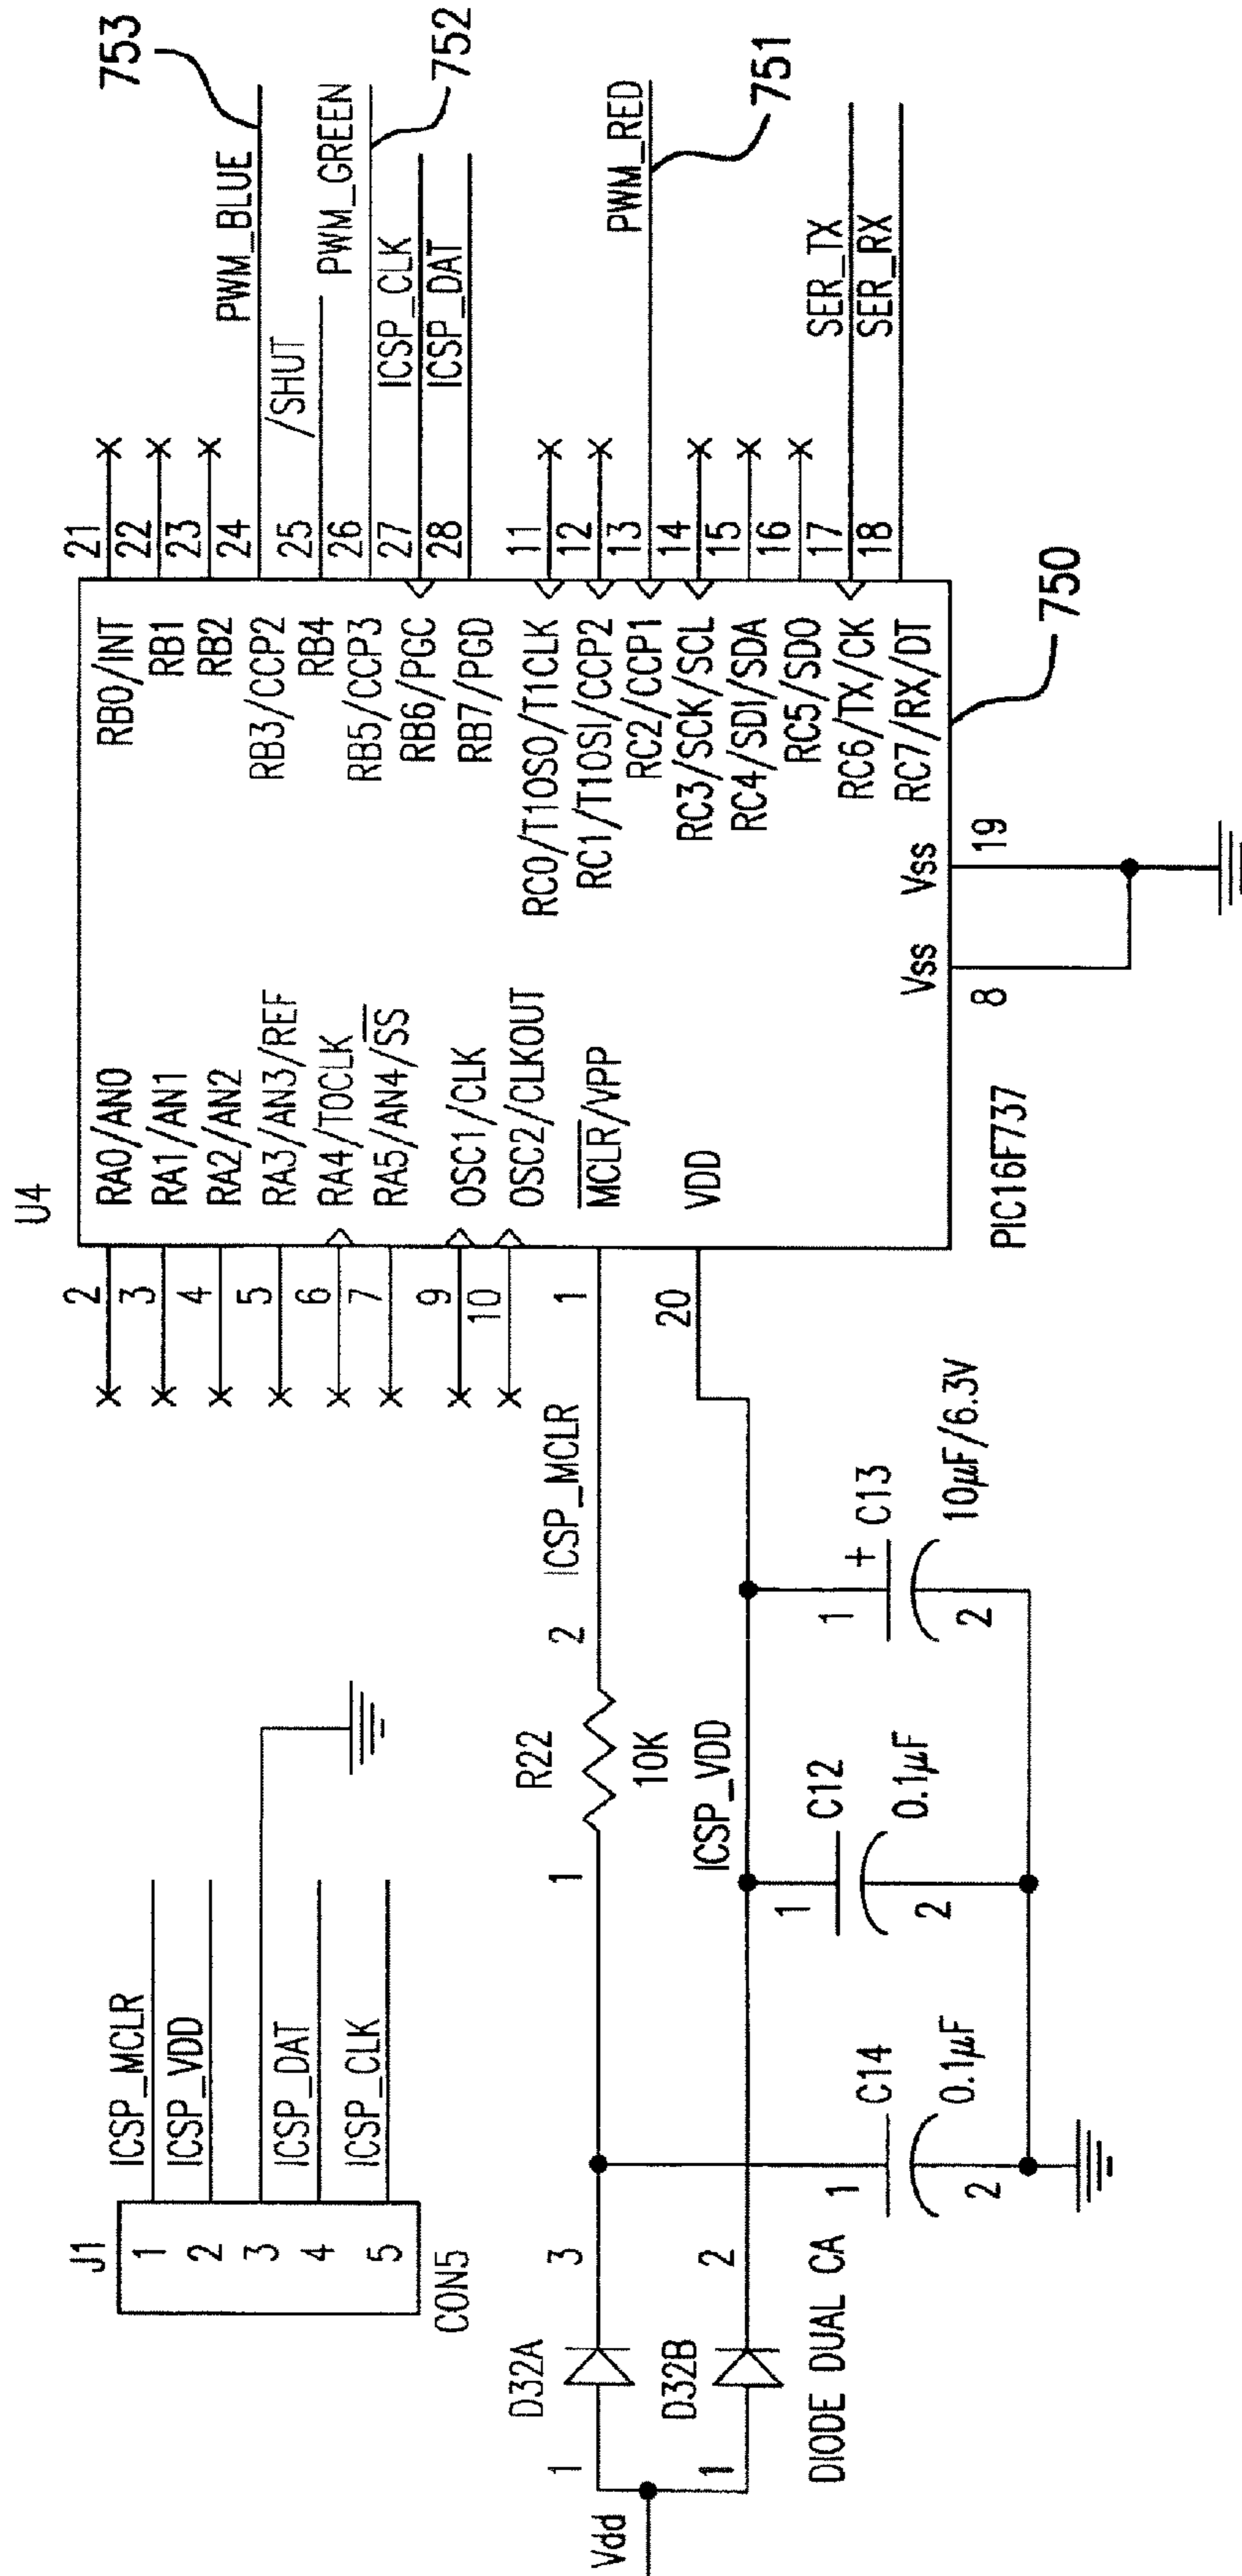 J1
1
2
3
4
5
CON5
ICSP_MCLR
ICSP_VDD
ICSP_DAT
ICSP_CLK
Vdd
1
D32A
3
1
D32B
2
DIODE DUAL CA
1
R22
2
10K
ICSP_MCLR
ICSP_VDD
1
C14
2
0.1µF
1
C12
2
0.1µF
1
+
C13
2
10µF/6.3V
U4
2
RA0/AN0
3
RA1/AN1
4
RA2/AN2
5
RA3/AN3/REF
6
RA4/TOCLK
7
RA5/AN4/SS
9
OSC1/CLK
10
OSC2/CLKOUT
1
MCLR/VPP
20
VDD
PIC16F737
Vss
8
Vss
19
750
RB0/INT
21
RB1
22
RB2
23
RB3/CCP2
24
PWM_BLUE
753
RB4
25
/SHUT
RB5/CCP3
26
PWM_GREEN
752
RB6/PGC
27
ICSP_CLK
RB7/PGD
28
ICSP_DAT
RC0/T1OSO/T1CLK
11
RC1/T1OSI/CCP2
12
RC2/CCP1
13
PWM_RED
751
RC3/SCK/SCL
14
RC4/SDI/SDA
15
RC5/SDO
16
RC6/TX/CK
17
SER_TX
RC7/RX/DT
18
SER_RX